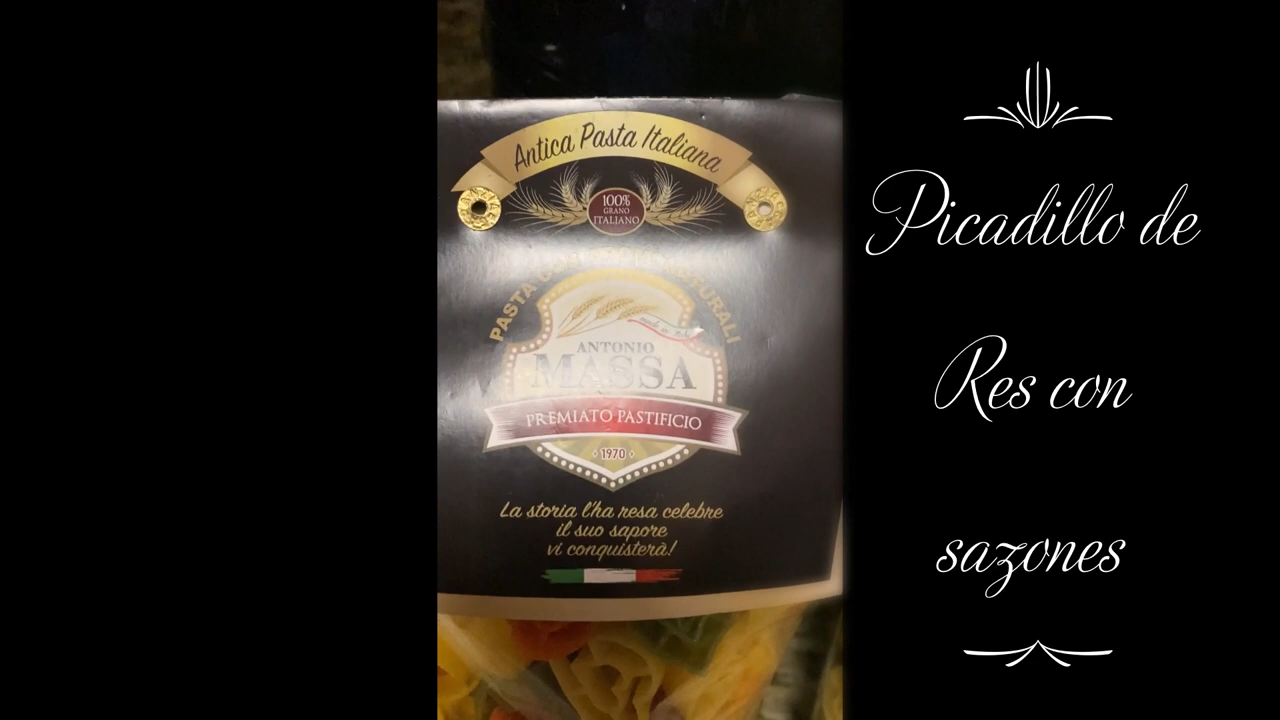 Antica Pasta Italiana
100%
GRANO
ITALIANO
PASTA
ANTONIO
MASSA
PREMIATO PASTIFICIO
1970
La storia l'ha resa celebre
il suo sapore
vi conquisterà!
Picadillo de
Res con
sazones